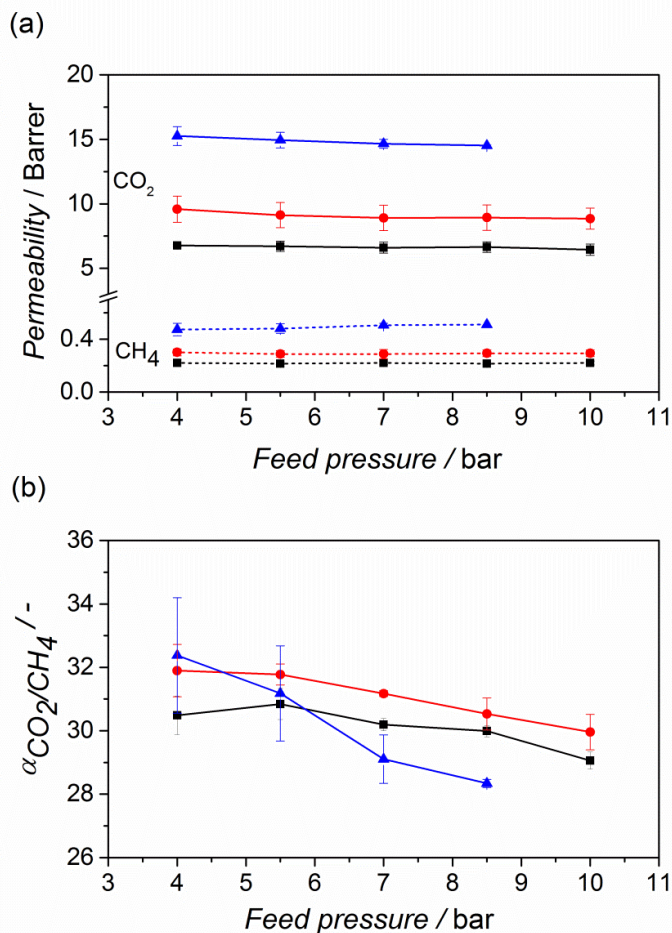 (a)
Permeability / Barrer
20
15
10
5
0.4
0.0
CO2
CH4
3 4 5 6 7 8 9 10 11
Feed pressure / bar
(b)
αCO2/CH4 / -
36
34
32
30
28
26
3 4 5 6 7 8 9 10 11
Feed pressure / bar